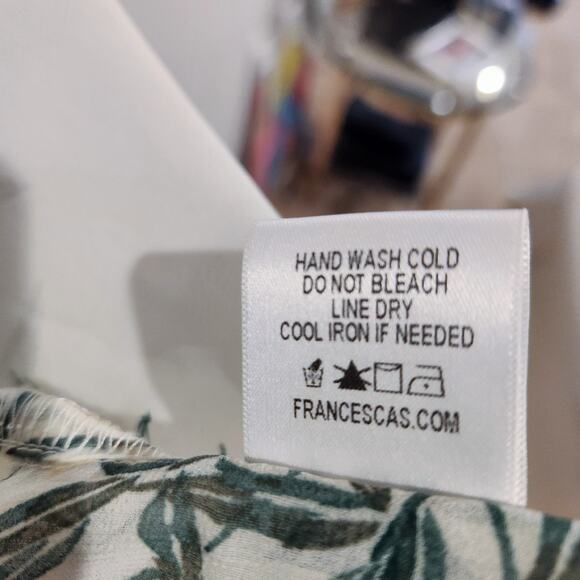 HAND WASH COLD
DO NOT BLEACH
LINE DRY
COOL IRON IF NEEDED
FRANCESCAS.COM